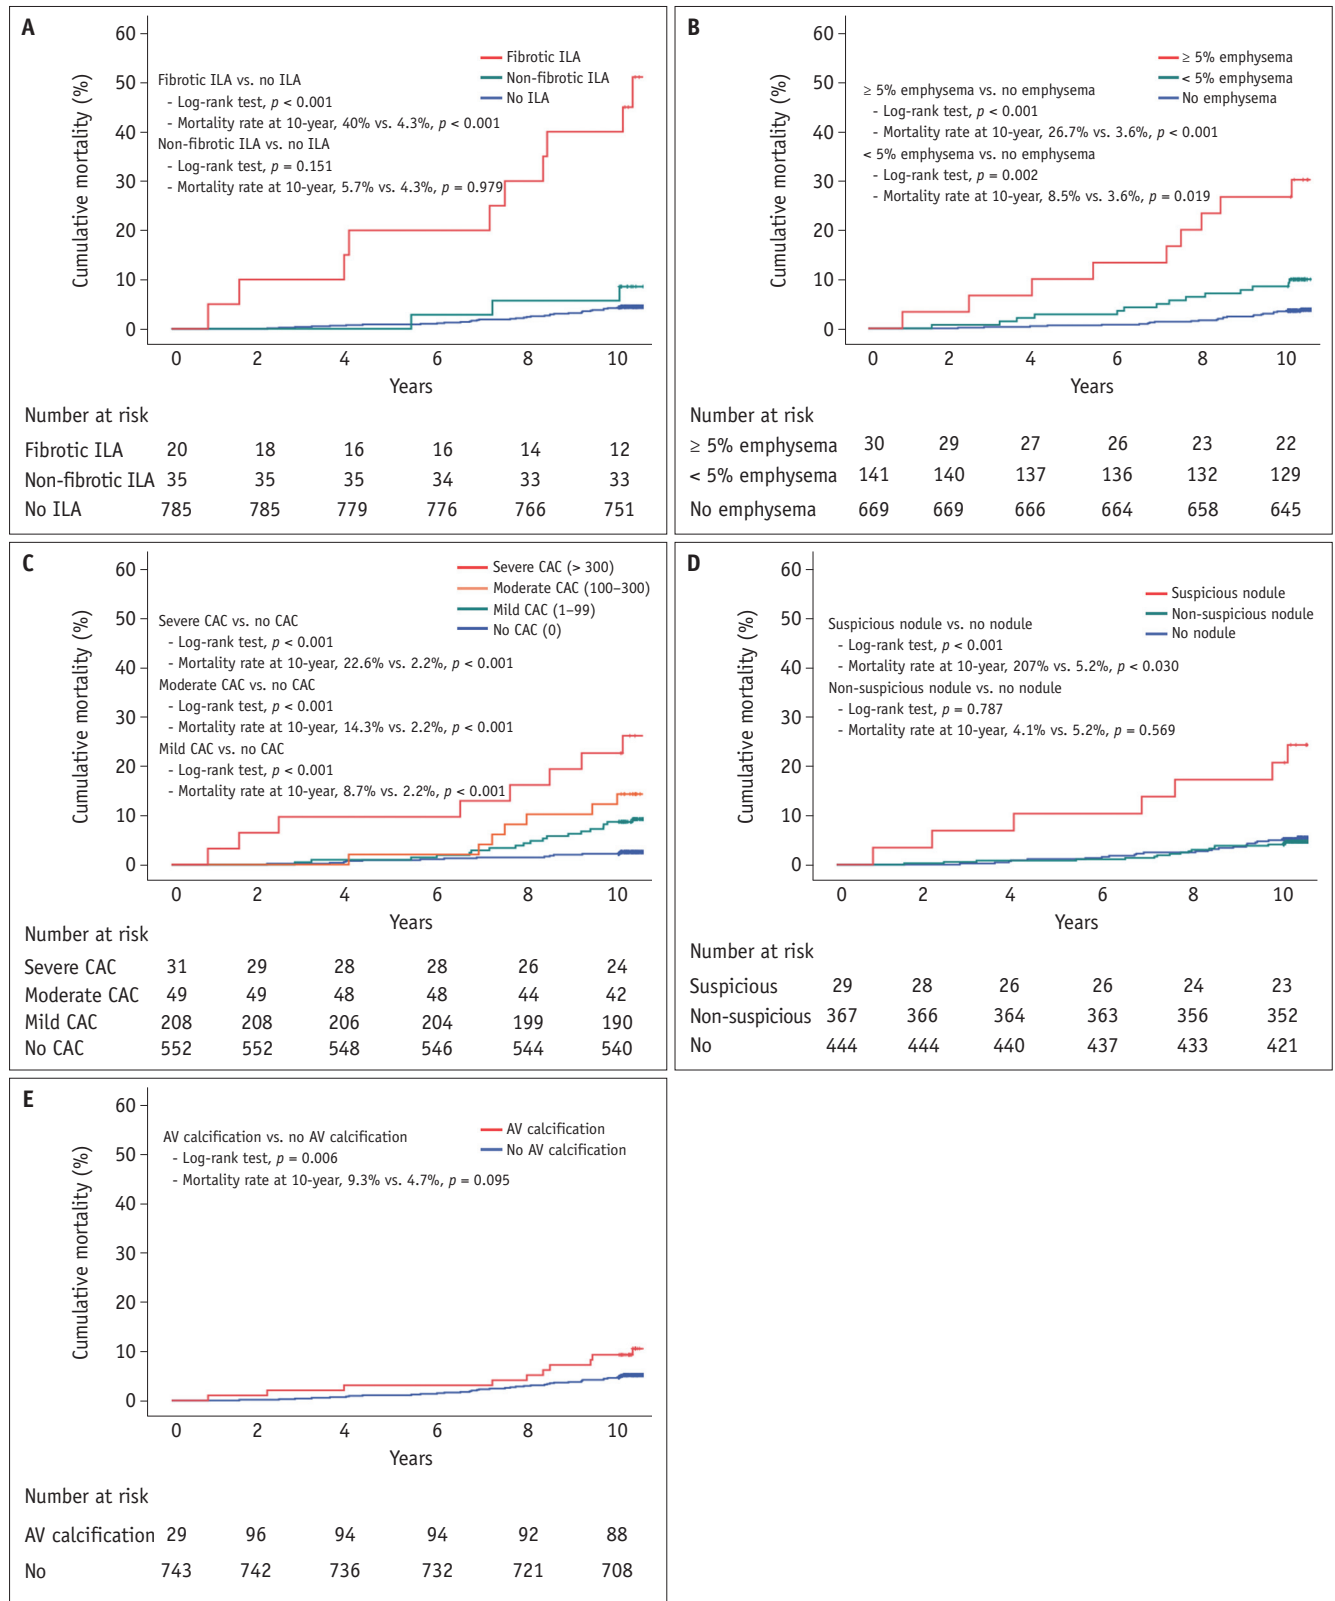 A
60
50
40
30
20
10
0
Cumulative mortality (%)
Fibrotic ILA
Non-fibrotic ILA
No ILA
Fibrotic ILA vs. no ILA
- Log-rank test, p < 0.001
- Mortality rate at 10-year, 40% vs. 4.3%, p < 0.001
Non-fibrotic ILA vs. no ILA
- Log-rank test, p = 0.151
- Mortality rate at 10-year, 5.7% vs. 4.3%, p = 0.979
0 2 4 6 8 10
Years
Number at risk
Fibrotic ILA 20 18 16 16 14 12
Non-fibrotic ILA 35 35 35 34 33 33
No ILA 785 785 779 776 766 751
B
60
50
40
30
20
10
0
Cumulative mortality (%)
≥ 5% emphysema
< 5% emphysema
No emphysema
≥ 5% emphysema vs. no emphysema
- Log-rank test, p < 0.001
- Mortality rate at 10-year, 26.7% vs. 3.6%, p < 0.001
< 5% emphysema vs. no emphysema
- Log-rank test, p = 0.002
- Mortality rate at 10-year, 8.5% vs. 3.6%, p = 0.019
0 2 4 6 8 10
Years
Number at risk
≥ 5% emphysema 30 29 27 26 23 22
< 5% emphysema 141 140 137 136 132 129
No emphysema 669 669 666 664 658 645
C
60
50
40
30
20
10
0
Cumulative mortality (%)
Severe CAC (> 300)
Moderate CAC (100–300)
Mild CAC (1–99)
No CAC (0)
Severe CAC vs. no CAC
- Log-rank test, p < 0.001
- Mortality rate at 10-year, 22.6% vs. 2.2%, p < 0.001
Moderate CAC vs. no CAC
- Log-rank test, p < 0.001
- Mortality rate at 10-year, 14.3% vs. 2.2%, p < 0.001
Mild CAC vs. no CAC
- Log-rank test, p < 0.001
- Mortality rate at 10-year, 8.7% vs. 2.2%, p < 0.001
0 2 4 6 8 10
Years
Number at risk
Severe CAC 31 29 28 28 26 24
Moderate CAC 49 49 48 48 44 42
Mild CAC 208 208 206 204 199 190
No CAC 552 552 548 546 544 540
D
60
50
40
30
20
10
0
Cumulative mortality (%)
Suspicious nodule
Non-suspicious nodule
No nodule
Suspicious nodule vs. no nodule
- Log-rank test, p < 0.001
- Mortality rate at 10-year, 207% vs. 5.2%, p < 0.030
Non-suspicious nodule vs. no nodule
- Log-rank test, p = 0.787
- Mortality rate at 10-year, 4.1% vs. 5.2%, p = 0.569
0 2 4 6 8 10
Years
Number at risk
Suspicious 29 28 26 26 24 23
Non-suspicious 367 366 364 363 356 352
No 444 444 440 437 433 421
E
60
50
40
30
20
10
0
Cumulative mortality (%)
AV calcification
No AV calcification
AV calcification vs. no AV calcification
- Log-rank test, p = 0.006
- Mortality rate at 10-year, 9.3% vs. 4.7%, p = 0.095
0 2 4 6 8 10
Years
Number at risk
AV calcification 29 96 94 94 92 88
No 743 742 736 732 721 708